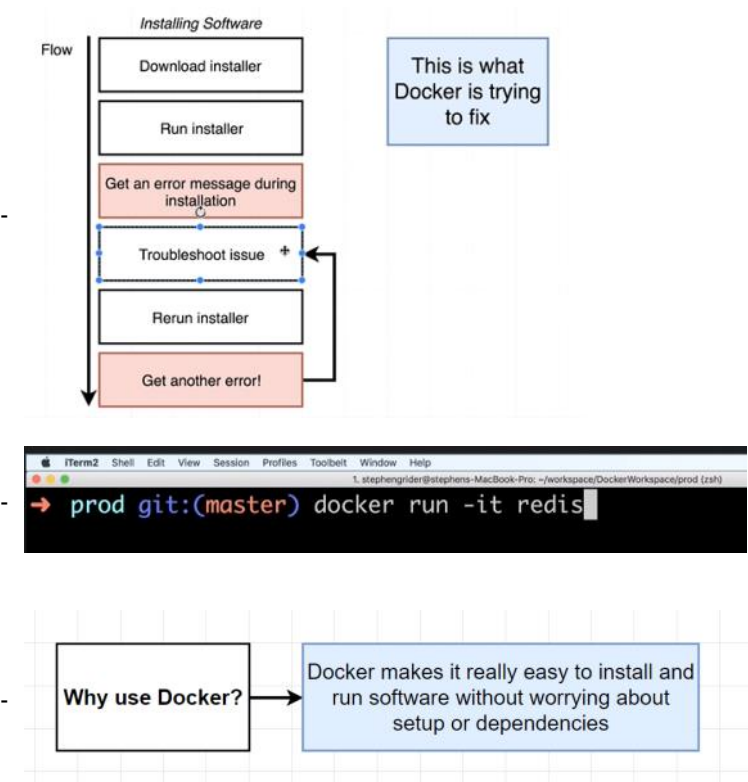 Installing Software
Flow
Download installer
This is what
Docker is trying
to fix
Run installer
Get an error message during
installation
-
Troubleshoot issue
Rerun installer
Get another error!
iTerm2 Shell Edit View Session Profiles Toolbelt Window Help
1. stephengrider@stephens-MacBook-Pro: ~/workspace/DockerWorkspace/prod (zsh)
- ➜ prod git:(master) docker run -it redis
Docker makes it really easy to install and
- Why use Docker? run software without worrying about
setup or dependencies